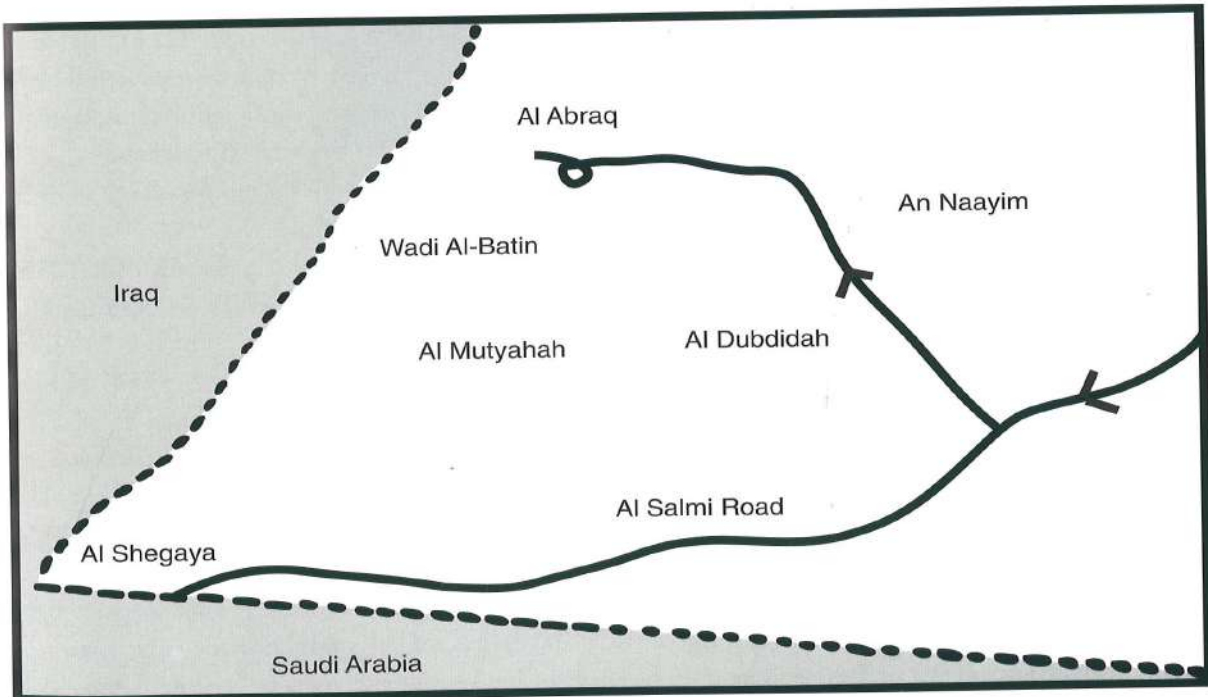 Al Abraq
An Naayim
Wadi Al-Batin
Iraq
Al Mutyahah
Al Dubdidah
Al Salmi Road
Al Shegaya
Saudi Arabia